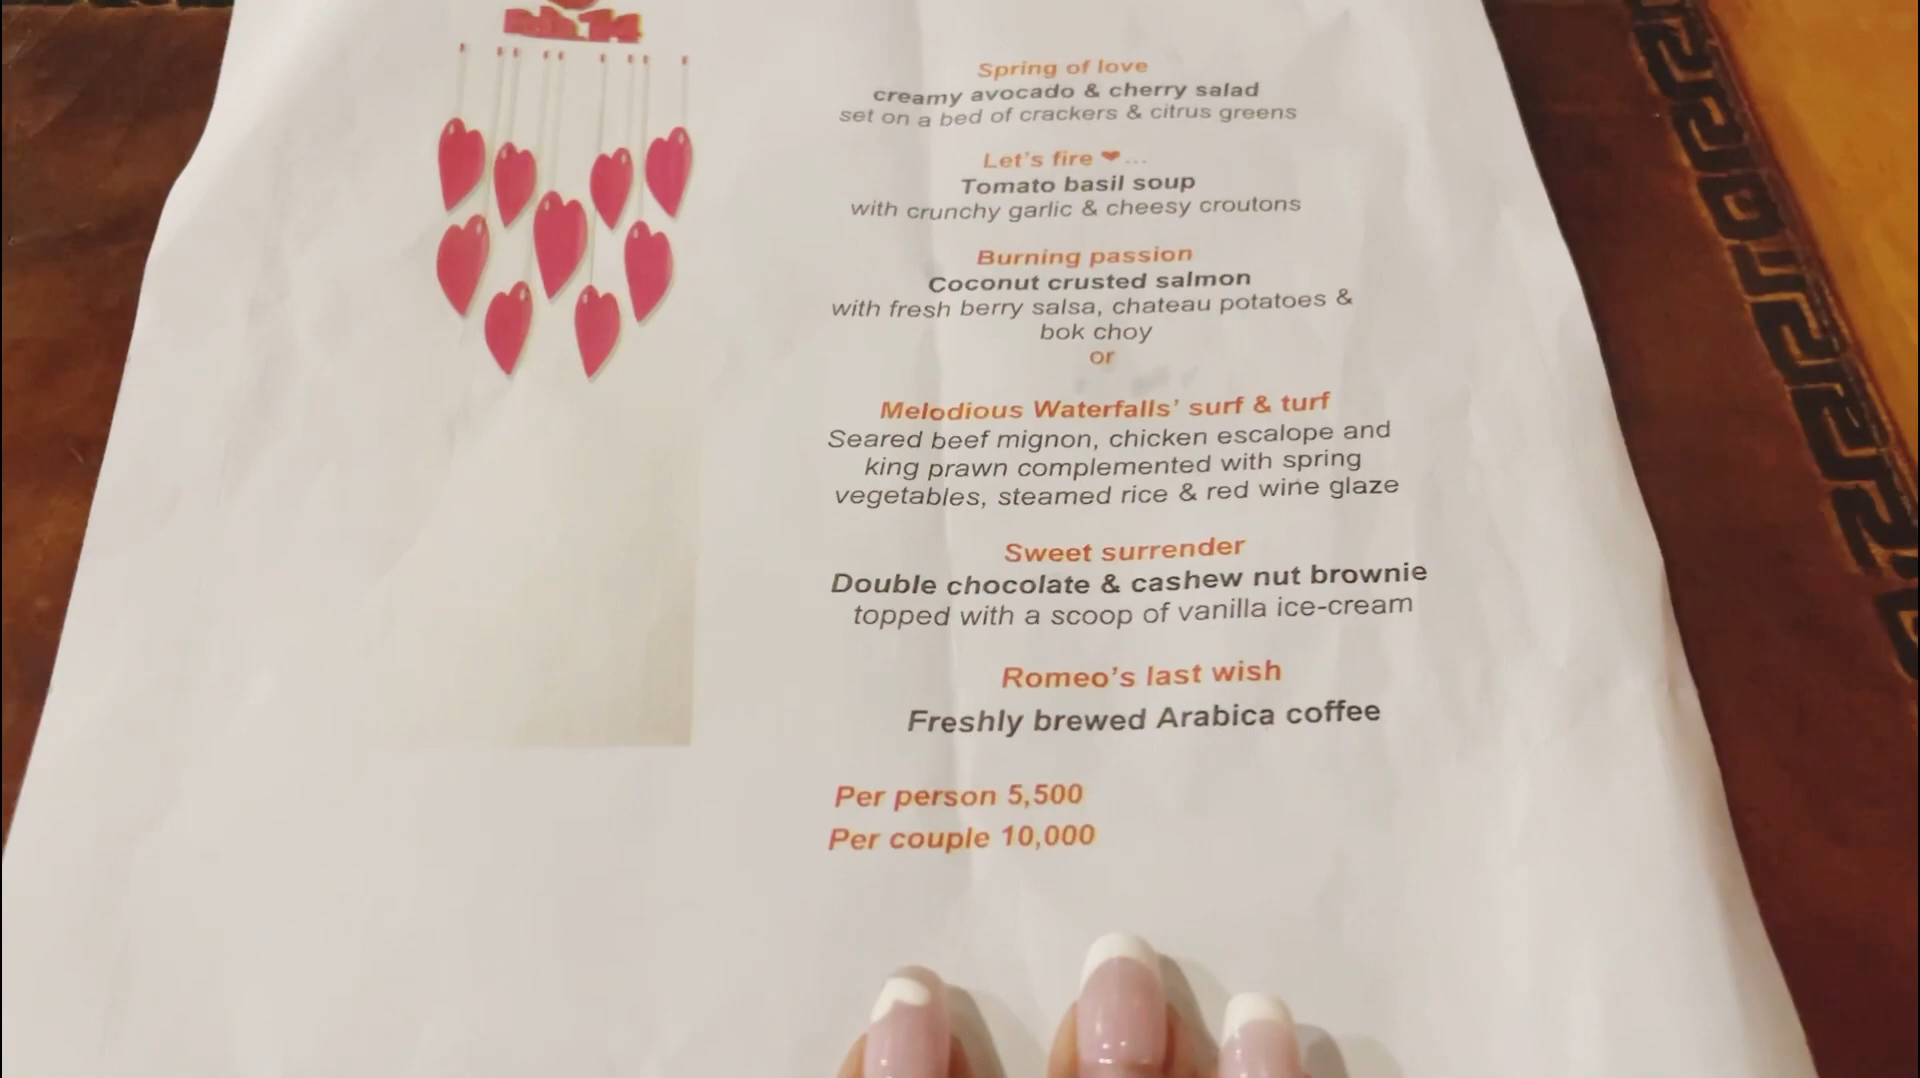 Spring of love
creamy avocado & cherry salad
set on a bed of crackers & citrus greens
Let's fire ❤...
Tomato basil soup
with crunchy garlic & cheesy croutons
Burning passion
Coconut crusted salmon
with fresh berry salsa, chateau potatoes &
bok choy
or
Melodious Waterfalls' surf & turf
Seared beef mignon, chicken escalope and
king prawn complemented with spring
vegetables, steamed rice & red wine glaze
Sweet surrender
Double chocolate & cashew nut brownie
topped with a scoop of vanilla ice-cream
Romeo's last wish
Freshly brewed Arabica coffee
Per person 5,500
Per couple 10,000